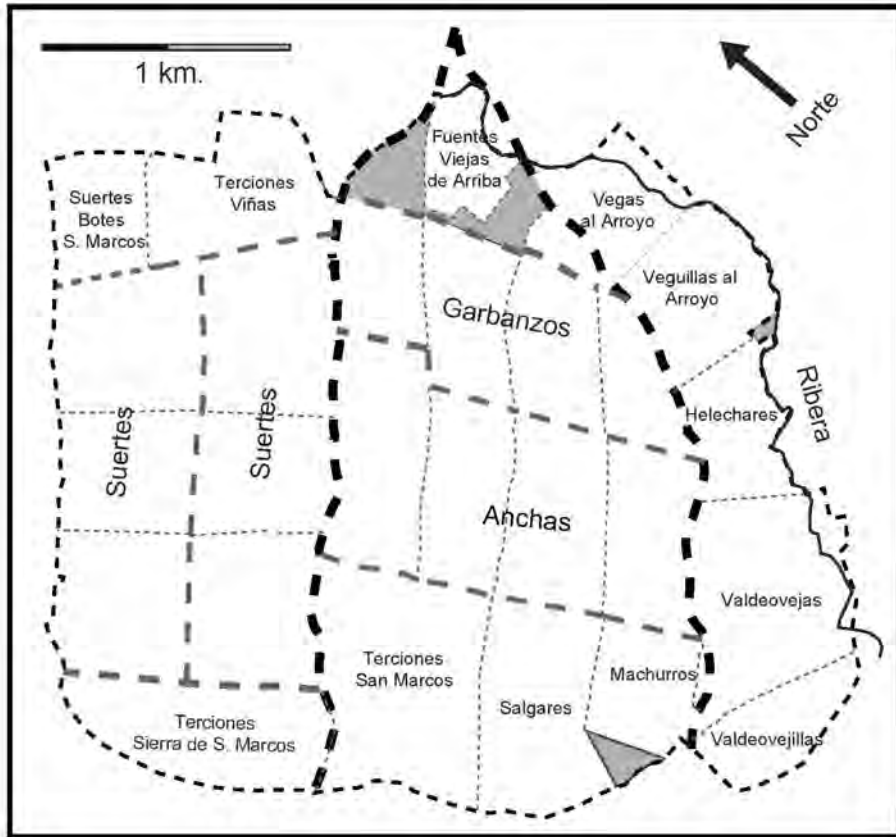 1 km.
Norte
Fuentes
Viejas
de Arriba
Suertes
Botes
S. Marcos
Terciones
Viñas
Vegas
al Arroyo
Veguillas al
Arroyo
Garbanzos
Ribera
Helechares
Suertes
Suertes
Anchas
Valdeovejas
Terciones
San Marcos
Machurros
Salgares
Terciones
Sierra de S. Marcos
Valdeovejillas